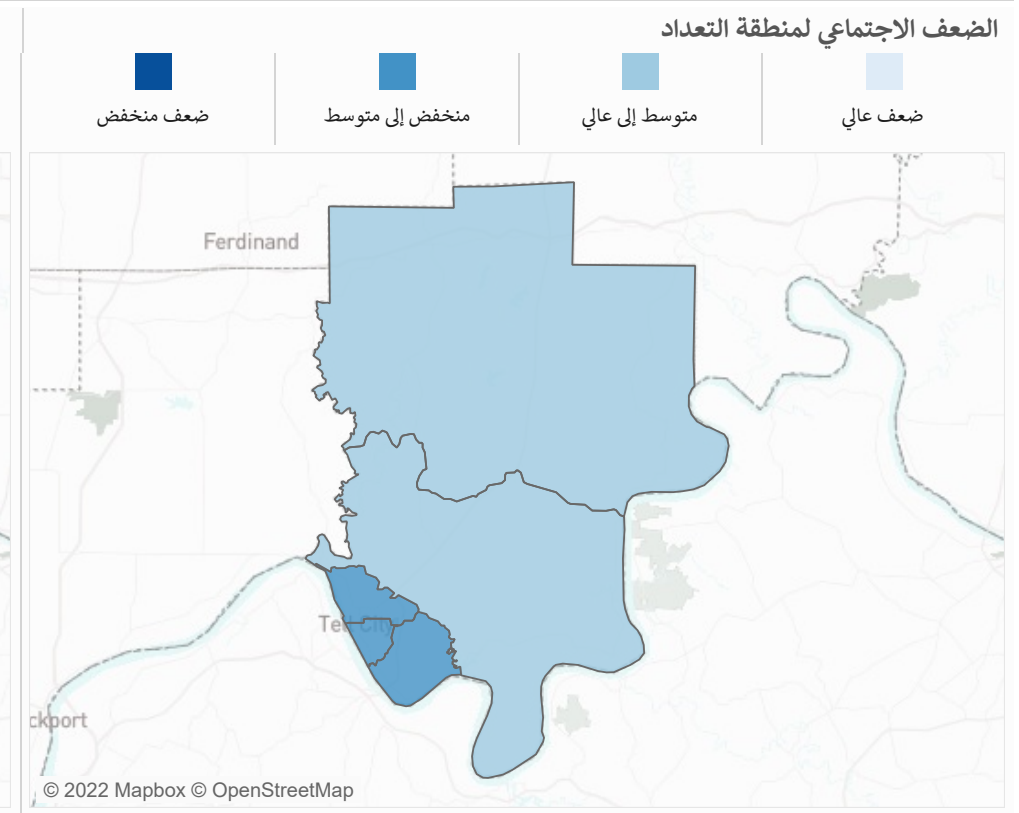 الضعف الاجتماعي لمنطقة التعداد
ضعف عالي
متوسط إلى عالي
منخفض إلى متوسط
ضعف منخفض
Ferdinand
Tell City
ckport
© 2022 Mapbox © OpenStreetMap